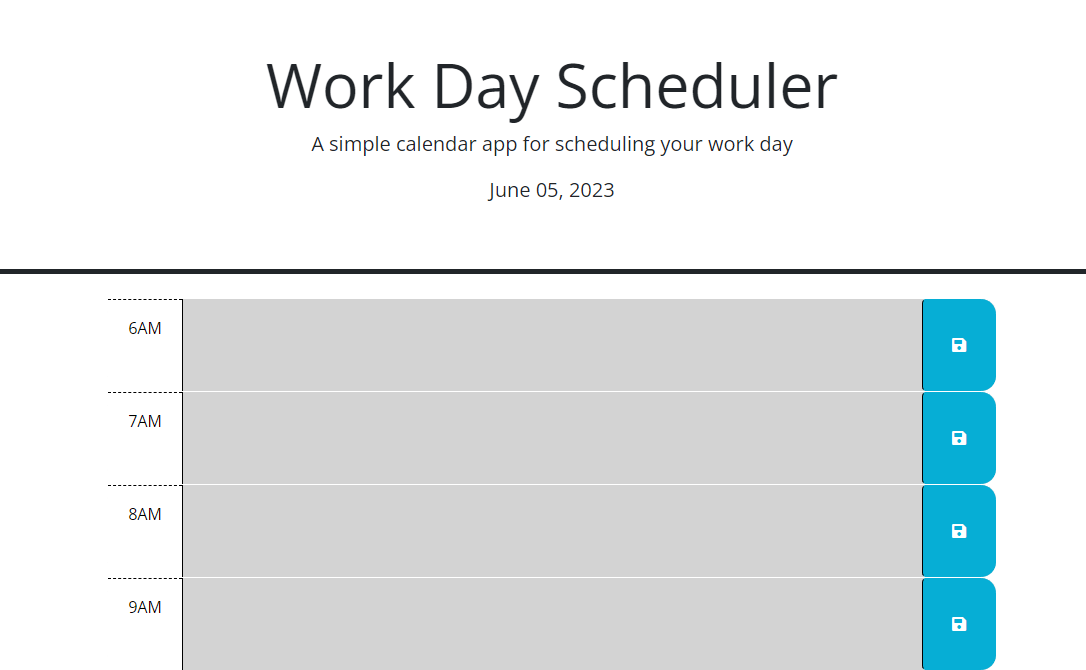 Work Day Scheduler
A simple calendar app for scheduling your work day
June 05, 2023
6AM
7AM
8AM
9AM